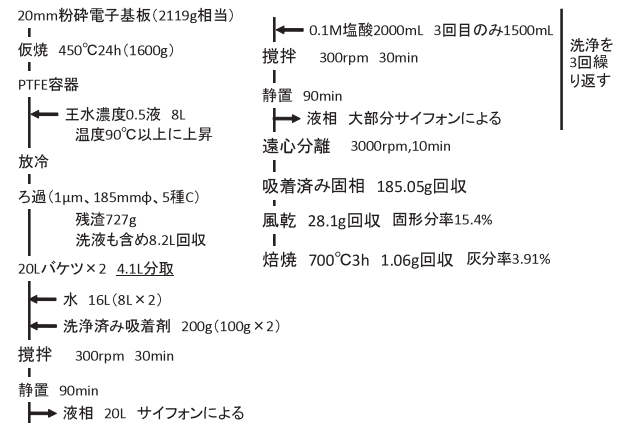 20mm粉砕電子基板（2119g相当）
仮焼 450℃24h（1600g）
PTFE容器
王水濃度0.5液 8L
温度90℃以上に上昇
放冷
ろ過（1μm、185mmφ、5種C）
残渣727g
洗液も含め8.2L回収
20Lバケツ×2 4.1L分取
水 16L（8L×2）
洗浄済み吸着剤 200g（100g×2）
撹拌 300rpm 30min
静置 90min
液相 20L サイフォンによる
0.1M塩酸2000mL 3回目のみ1500mL
撹拌 300rpm 30min
静置 90min
液相 大部分サイフォンによる
洗浄を
3回繰
り返す
遠心分離 3000rpm,10min
吸着済み固相 185.05g回収
風乾 28.1g回収 固形分率15.4%
焙焼 700℃3h 1.06g回収 灰分率3.91%